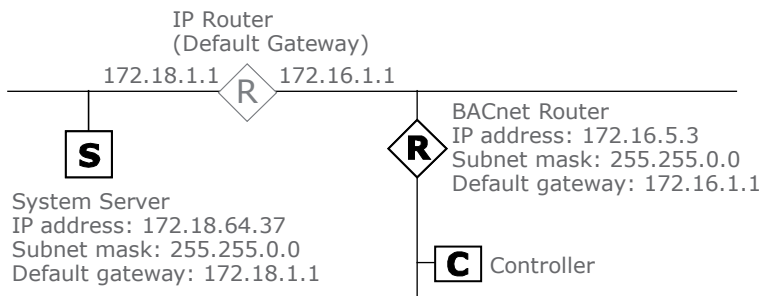 IP Router
(Default Gateway)
172.18.1.1
R
172.16.1.1
S
System Server
IP address: 172.18.64.37
Subnet mask: 255.255.0.0
Default gateway: 172.18.1.1
R
BACnet Router
IP address: 172.16.5.3
Subnet mask: 255.255.0.0
Default gateway: 172.16.1.1
C
Controller